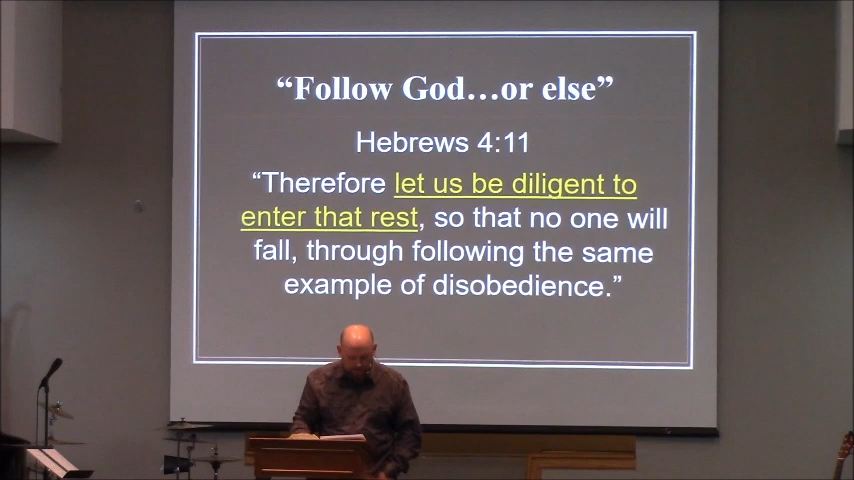 “Follow God…or else”
Hebrews 4:11
“Therefore let us be diligent to
enter that rest, so that no one will
fall, through following the same
example of disobedience.”